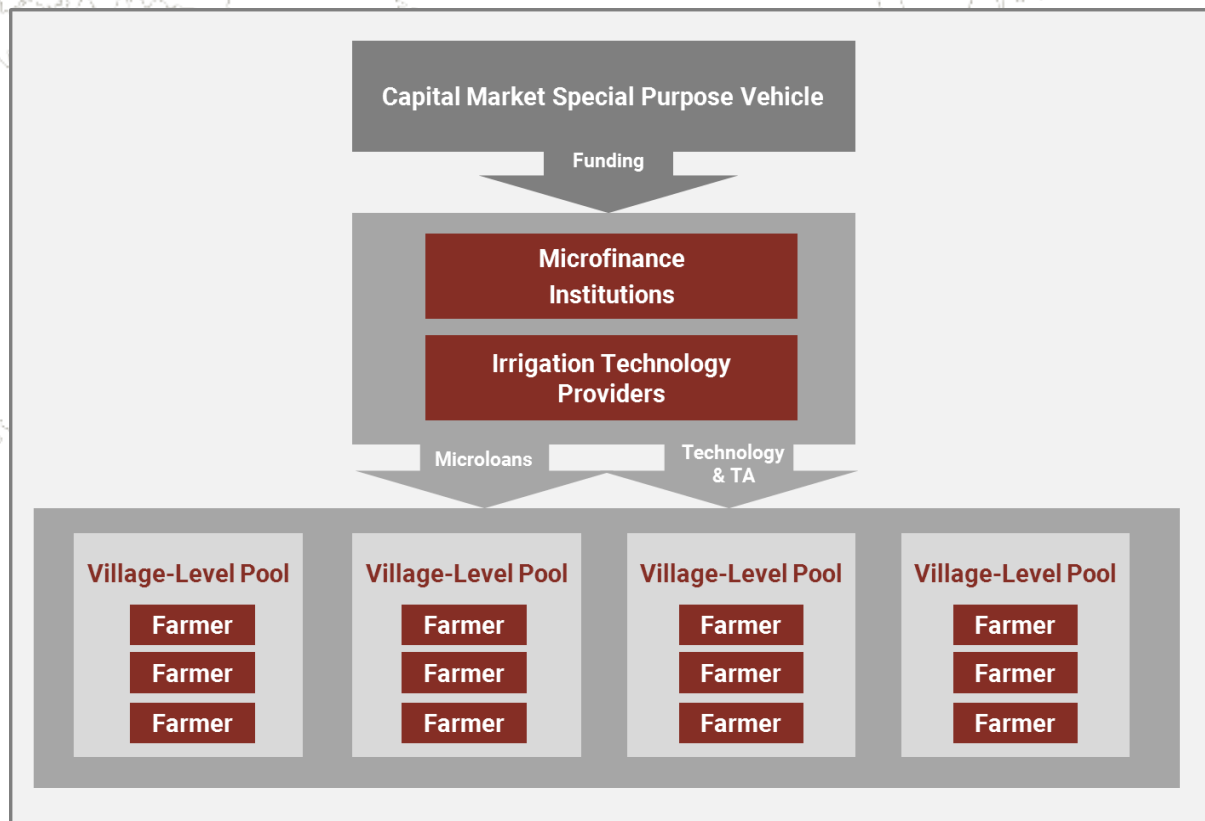 Capital Market Special Purpose Vehicle
Funding
Microfinance
Institutions
Irrigation Technology
Providers
Microloans
Technology
& TA
Village-Level Pool
Farmer
Farmer
Farmer
Village-Level Pool
Farmer
Farmer
Farmer
Village-Level Pool
Farmer
Farmer
Farmer
Village-Level Pool
Farmer
Farmer
Farmer